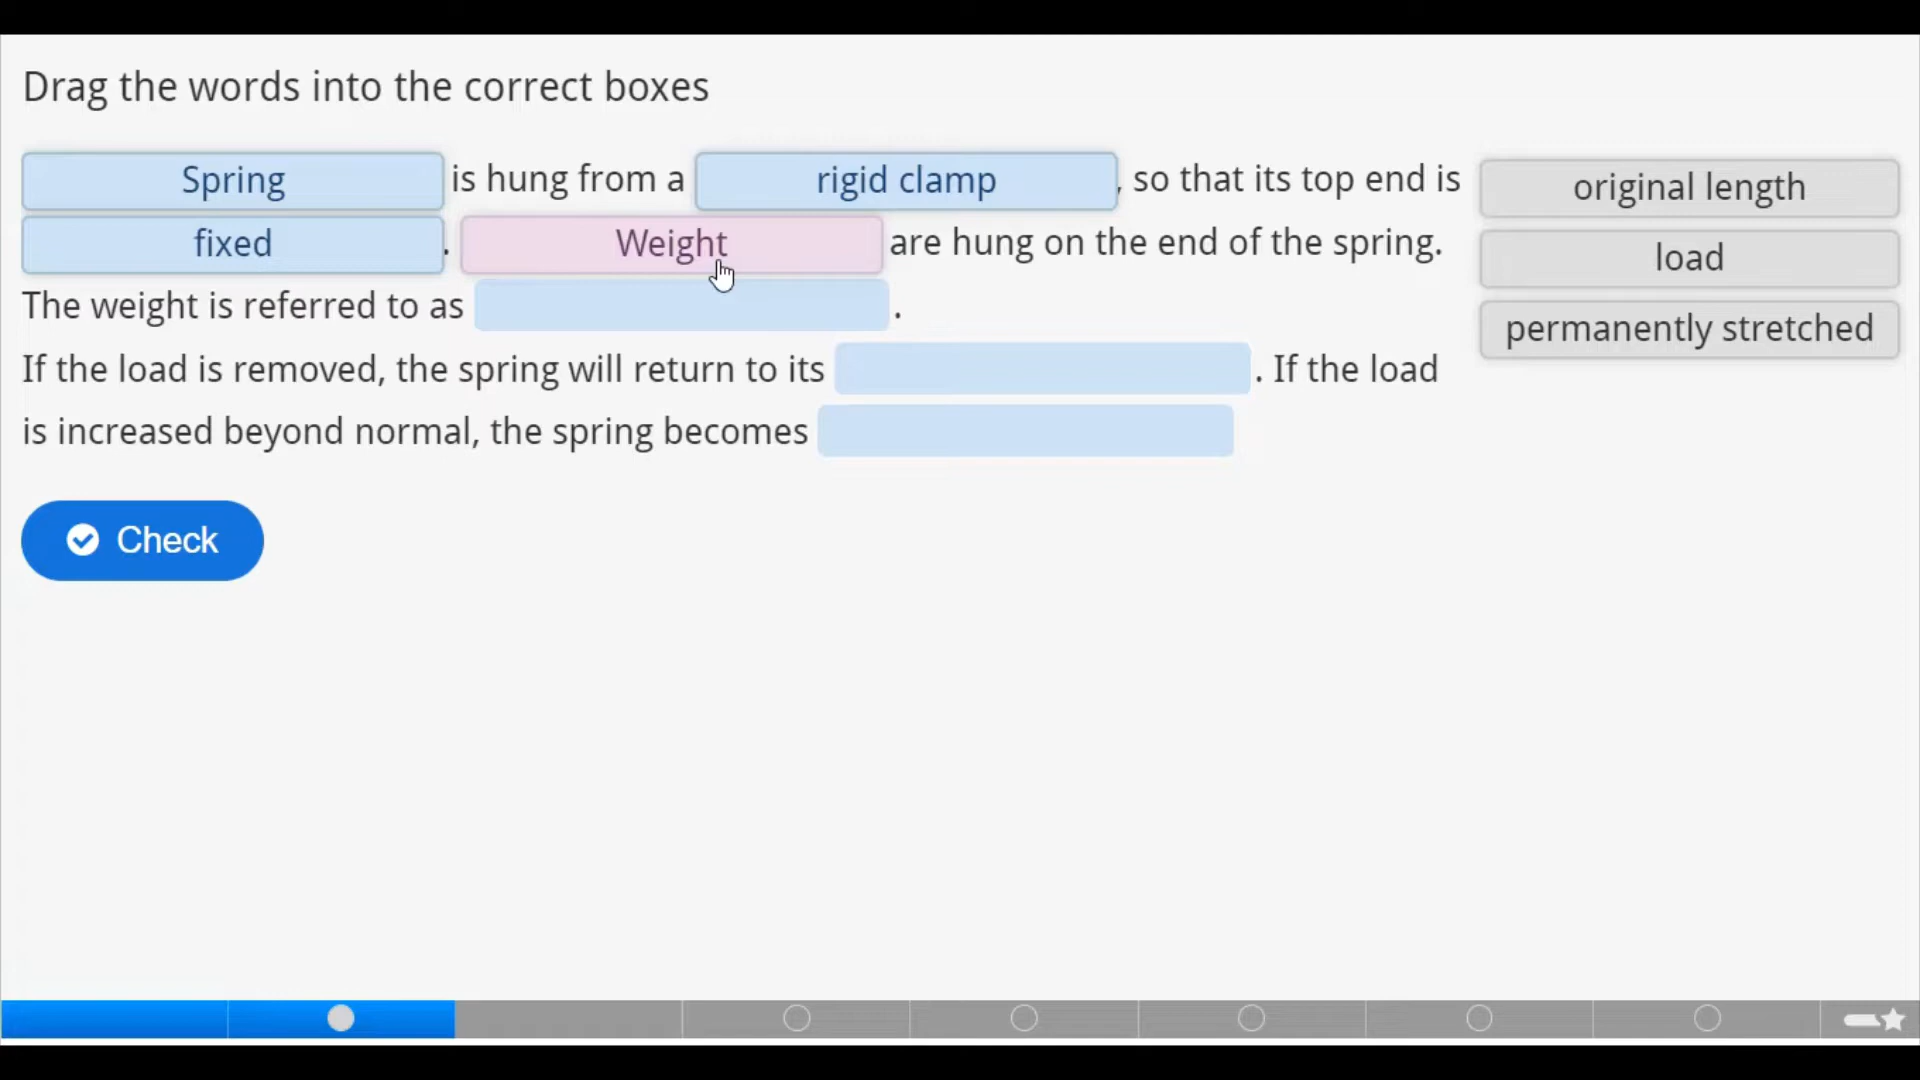 Drag the words into the correct boxes
Spring is hung from a rigid clamp , so that its top end is
fixed . Weight are hung on the end of the spring.
The weight is referred to as .
If the load is removed, the spring will return to its . If the load
is increased beyond normal, the spring becomes
original length
load
permanently stretched
Check